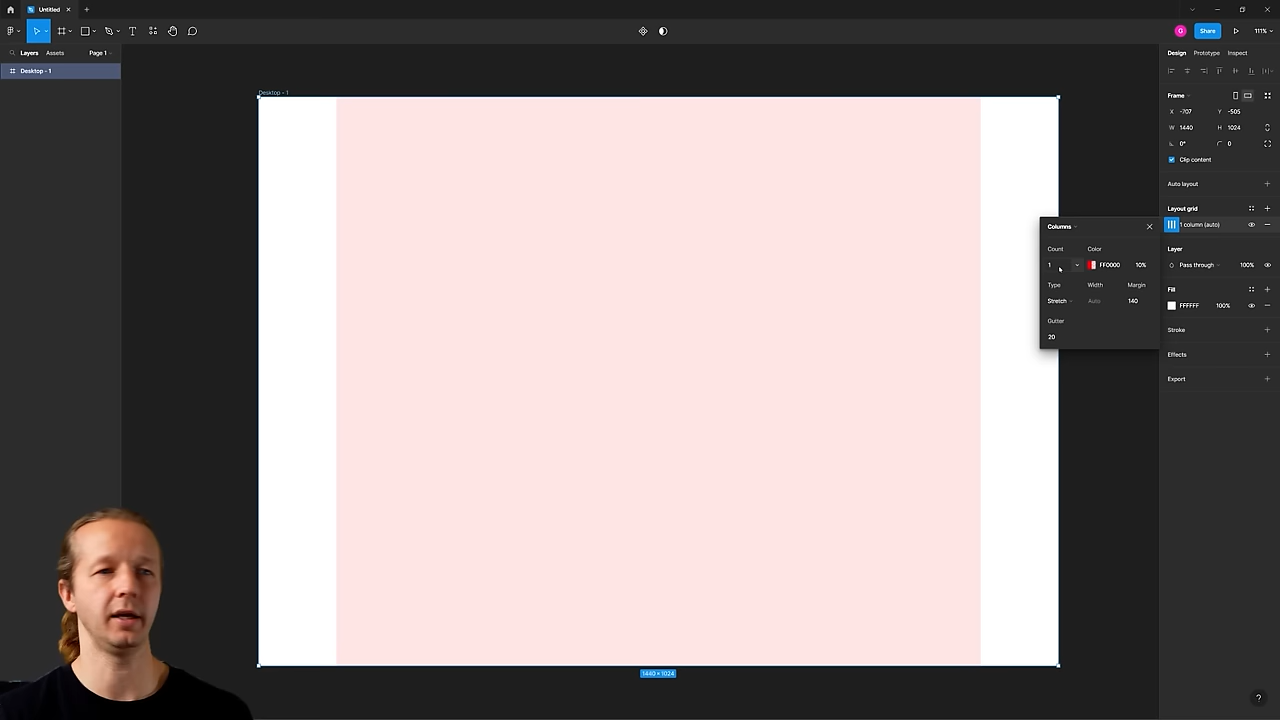 Untitled
Share
111%
Layers
Assets
Page 1
Design
Prototype
Inspect
Desktop - 1
Desktop - 1
Frame
X -707
Y -505
W 1440
H 1024
0°
0
Clip content
Auto layout
Layout grid
1 column (auto)
Columns
Count
Color
1
FF0000
10%
Type
Width
Margin
Stretch
Auto
140
Gutter
20
Layer
Pass through
100%
Fill
FFFFFF
100%
Stroke
Effects
Export
1440 × 1024
G
?